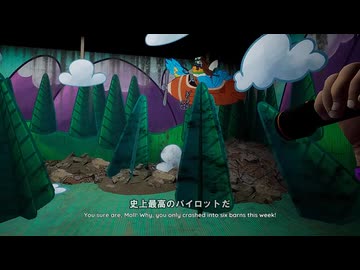 史上最高のパイロットだ
You sure are, Moll! Why, you only crashed into six barns this week!